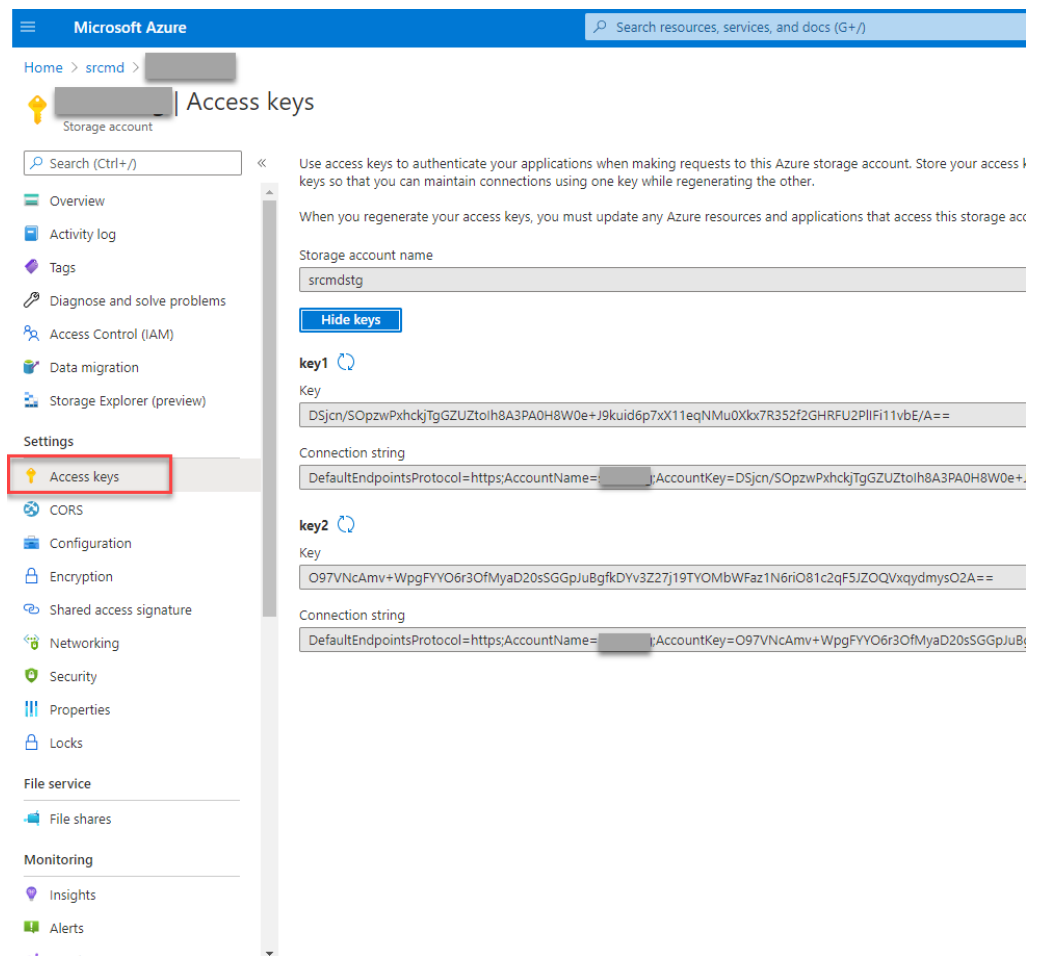 Microsoft Azure
Search resources, services, and docs (G+/)
Home > srcmd >
| Access keys
Storage account
Search (Ctrl+/)
«
Overview
Activity log
Tags
Diagnose and solve problems
Access Control (IAM)
Data migration
Storage Explorer (preview)
Settings
Access keys
CORS
Configuration
Encryption
Shared access signature
Networking
Security
Properties
Locks
File service
File shares
Monitoring
Insights
Alerts
Use access keys to authenticate your applications when making requests to this Azure storage account. Store your access
keys so that you can maintain connections using one key while regenerating the other.
When you regenerate your access keys, you must update any Azure resources and applications that access this storage acc
Storage account name
srcmdstg
Hide keys
key1
Key
DSjcn/SOpzwPxhckjTgGZUZtoIh8A3PA0H8W0e+J9kuid6p7xX11eqNMu0Xkx7R352f2GHRFU2PlIFi11vbE/A==
Connection string
DefaultEndpointsProtocol=https;AccountName= ;AccountKey=DSjcn/SOpzwPxhckjTgGZUZtoIh8A3PA0H8W0e+
key2
Key
O97VNcAmv+WpgFYYO6r3OfMyaD20sSGGpJuBgfkDYv3Z27j19TYOMbWFaz1N6riO81c2qF5JZOQVxqydmysO2A==
Connection string
DefaultEndpointsProtocol=https;AccountName= ;AccountKey=O97VNcAmv+WpgFYYO6r3OfMyaD20sSGGpJuB